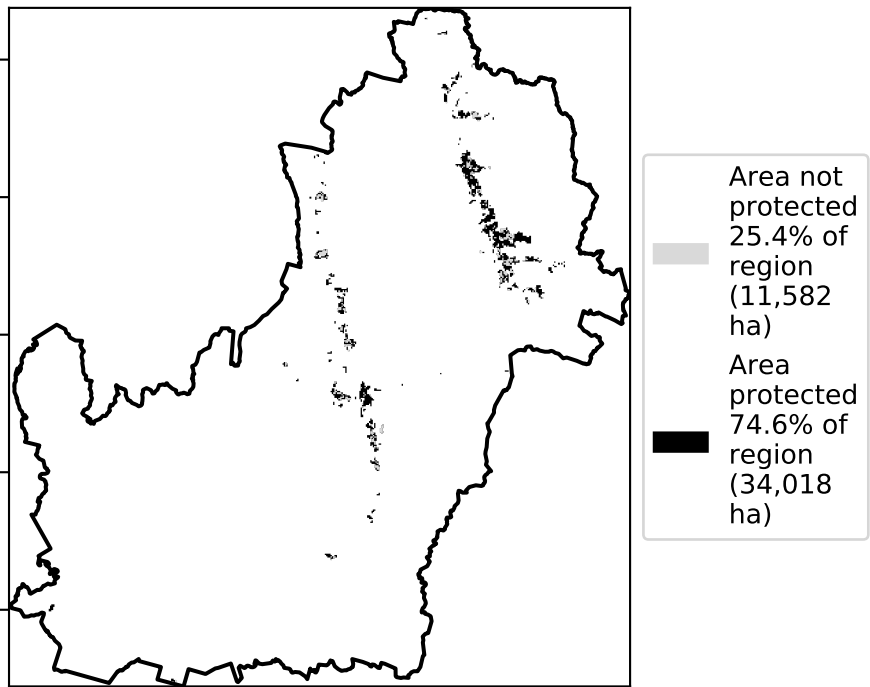 Area not
protected
25.4% of
region
(11,582
ha)
Area
protected
74.6% of
region
(34,018
ha)